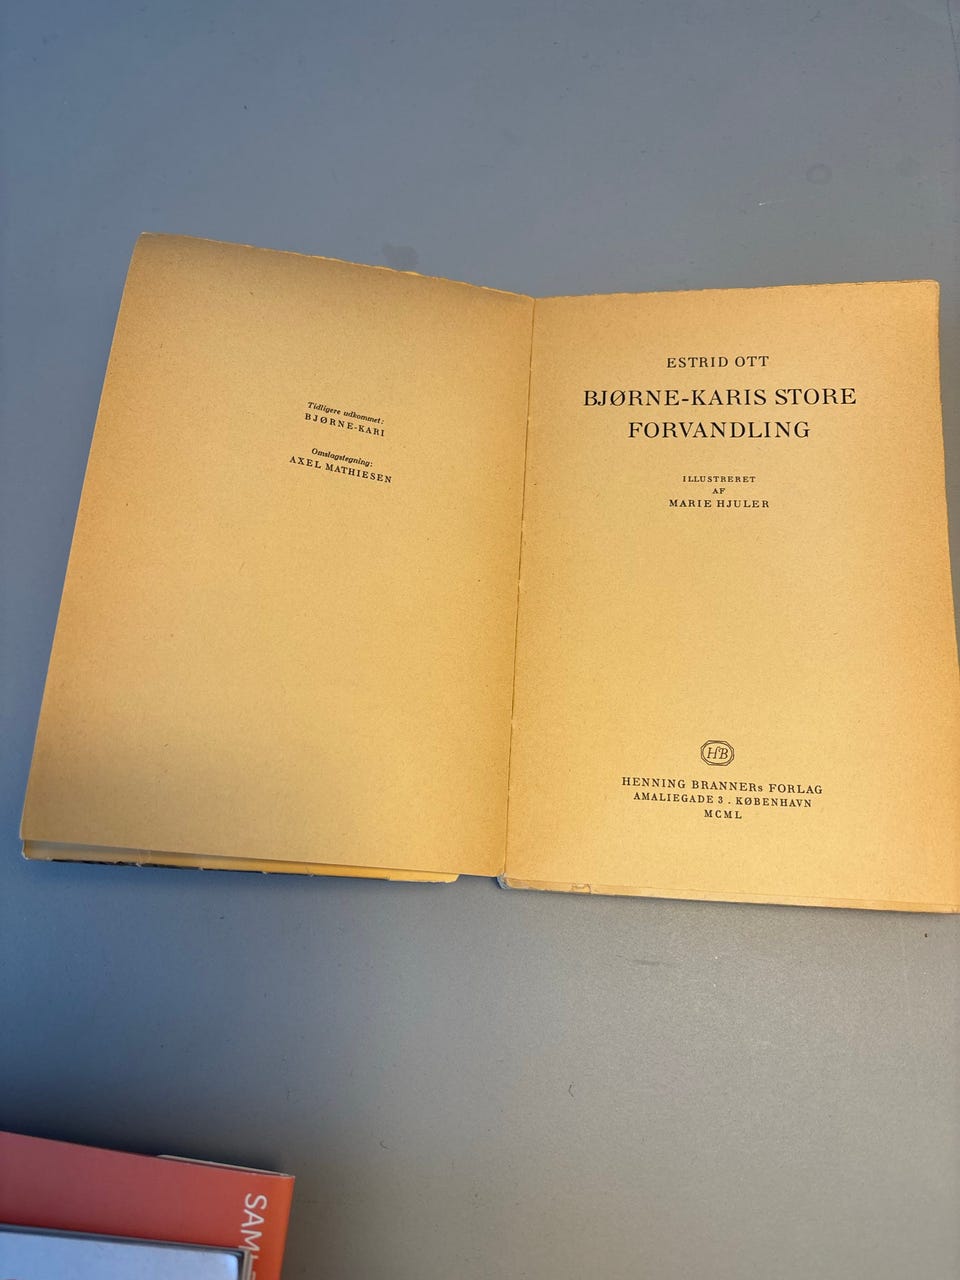 Tidligere udkommet:
BJØRNE-KARI
Omslagstegning:
AXEL MATHIESEN
ESTRID OTT
BJØRNE-KARIS STORE
FORVANDLING
ILLUSTRERET
AF
MARIE HJULER
HB
HENNING BRANNERs FORLAG
AMALIEGADE 3 . KØBENHAVN
MCML